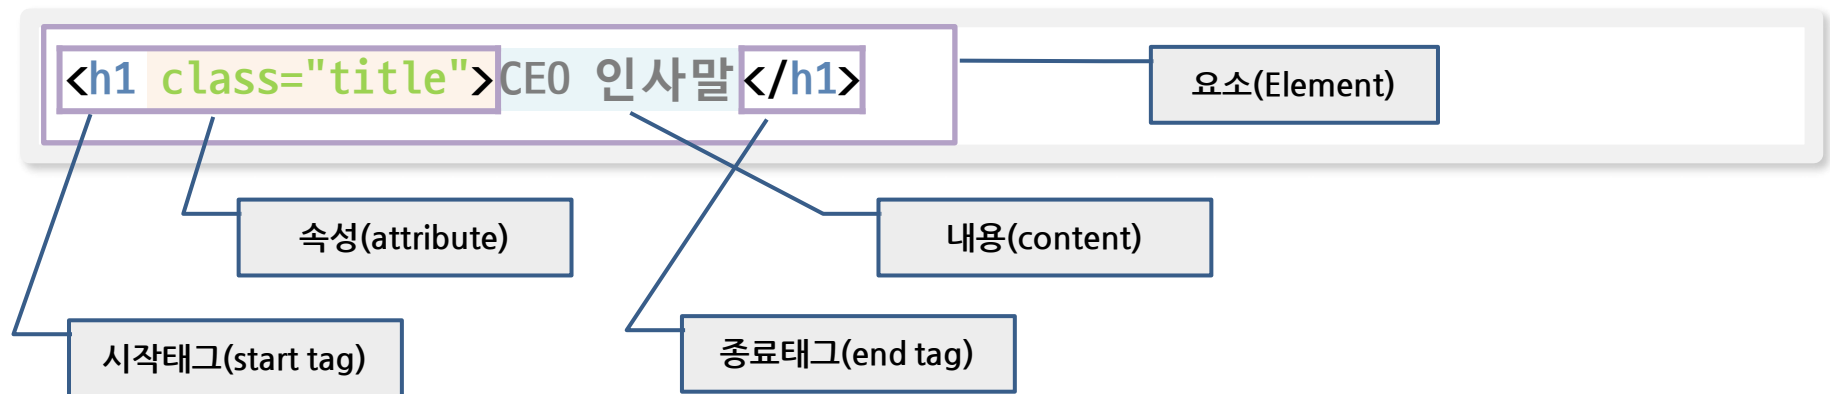 <h1 class="title">CEO 인사말</h1>
요소(Element)
속성(attribute)
내용(content)
시작태그(start tag)
종료태그(end tag)